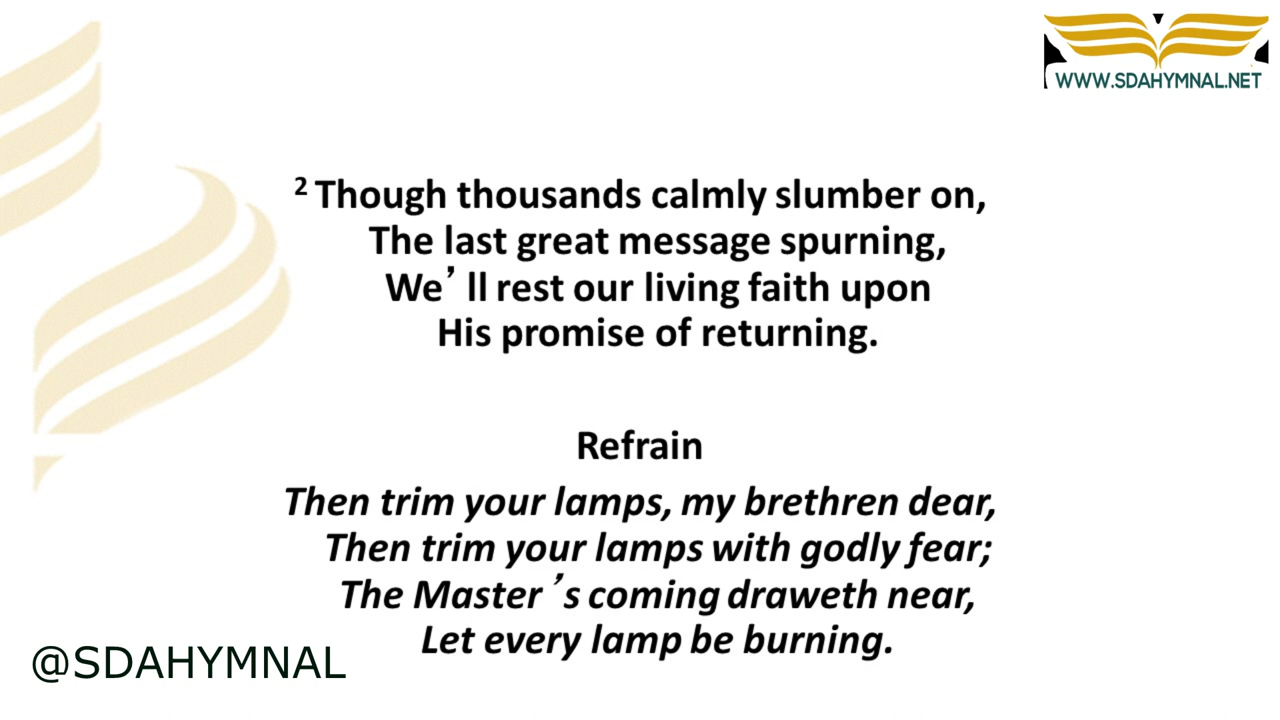 WWW.SDAHYMNAL.NET
2 Though thousands calmly slumber on,
The last great message spurning,
We’ ll rest our living faith upon
His promise of returning.
Refrain
Then trim your lamps, my brethren dear,
Then trim your lamps with godly fear;
The Master ’s coming draweth near,
Let every lamp be burning.
@SDAHYMNAL